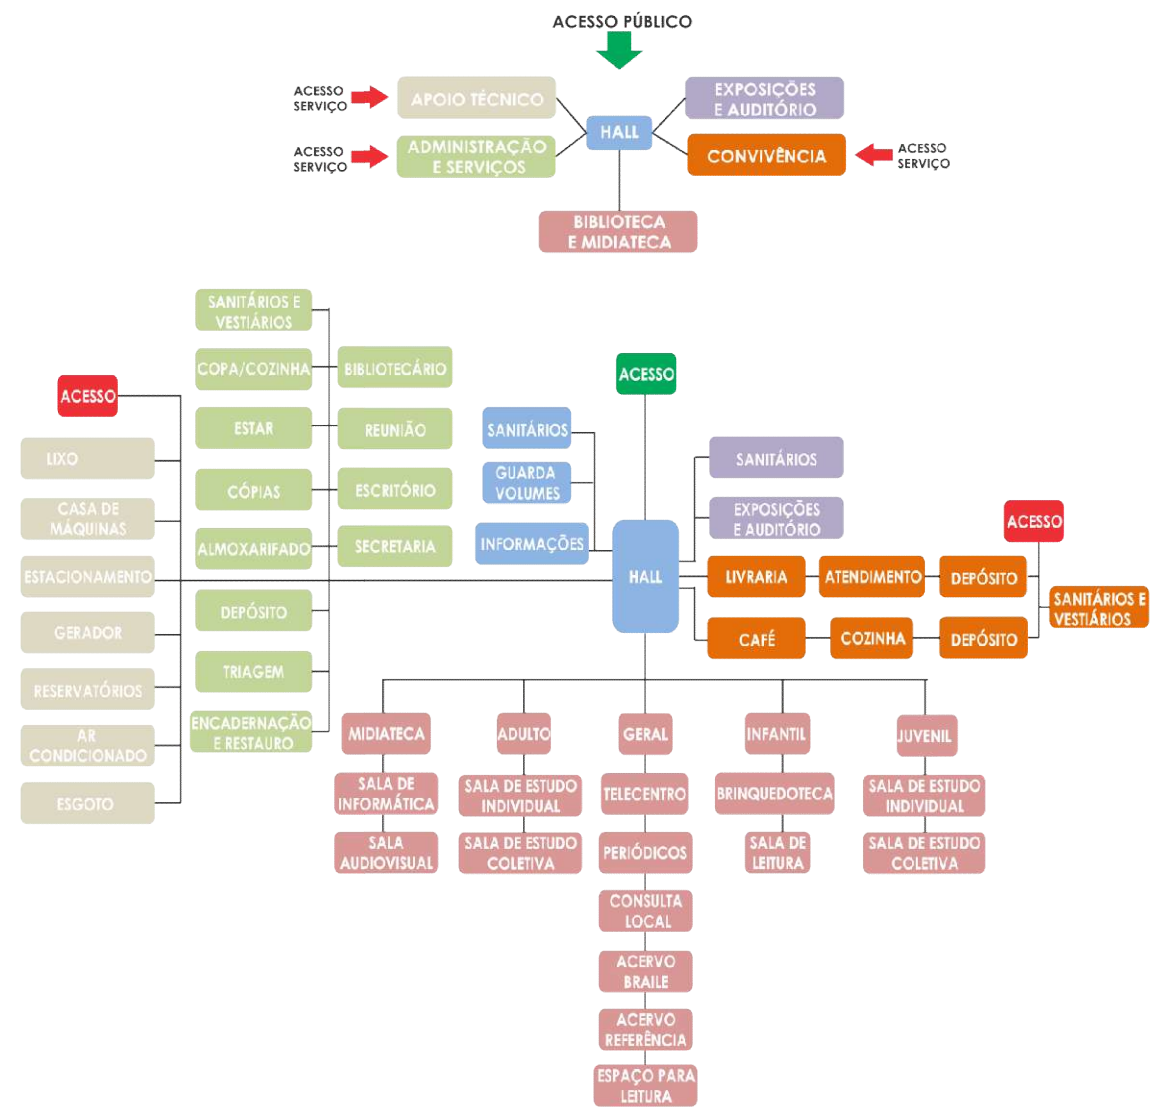 ACESSO PÚBLICO
ACESSO
SERVIÇO
APOIO TÉCNICO
EXPOSIÇÕES
E AUDITÓRIO
HALL
ACESSO
SERVIÇO
ADMINISTRAÇÃO
E SERVIÇOS
CONVIVÊNCIA
ACESSO
SERVIÇO
BIBLIOTECA
E MIDIATECA
SANITÁRIOS E
VESTIÁRIOS
COPA/COZINHA
BIBLIOTECÁRIO
ACESSO
ACESSO
ESTAR
REUNIÃO
SANITÁRIOS
LIXO
SANITÁRIOS
GUARDA
VOLUMES
CÓPIAS
ESCRITÓRIO
CASA DE
MÁQUINAS
EXPOSIÇÕES
E AUDITÓRIO
ACESSO
ALMOXARIFADO
SECRETARIA
INFORMAÇÕES
ESTACIONAMENTO
HALL
LIVRARIA
ATENDIMENTO
DEPÓSITO
DEPÓSITO
SANITÁRIOS E
VESTIÁRIOS
GERADOR
CAFÉ
COZINHA
DEPÓSITO
TRIAGEM
RESERVATÓRIOS
ENCADERNAÇÃO
E RESTAURO
AR
CONDICIONADO
MIDIATECA
ADULTO
GERAL
INFANTIL
JUVENIL
ESGOTO
SALA DE
INFORMÁTICA
SALA DE ESTUDO
INDIVIDUAL
TELECENTRO
BRINQUEDOTECA
SALA DE ESTUDO
INDIVIDUAL
SALA
AUDIOVISUAL
SALA DE ESTUDO
COLETIVA
PERIÓDICOS
SALA DE
LEITURA
SALA DE ESTUDO
COLETIVA
CONSULTA
LOCAL
ACERVO
BRAILE
ACERVO
REFERÊNCIA
ESPAÇO PARA
LEITURA